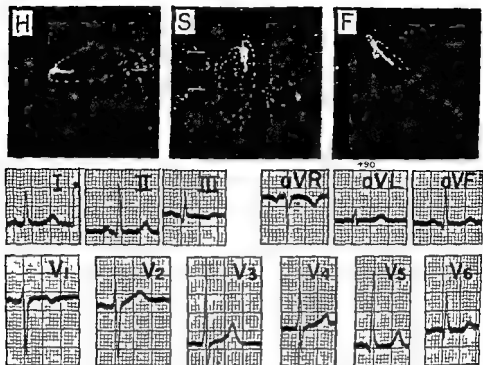 H S F
+90
I II III aVR aVL aVF
V1 V2 V3 V4 V5 V6